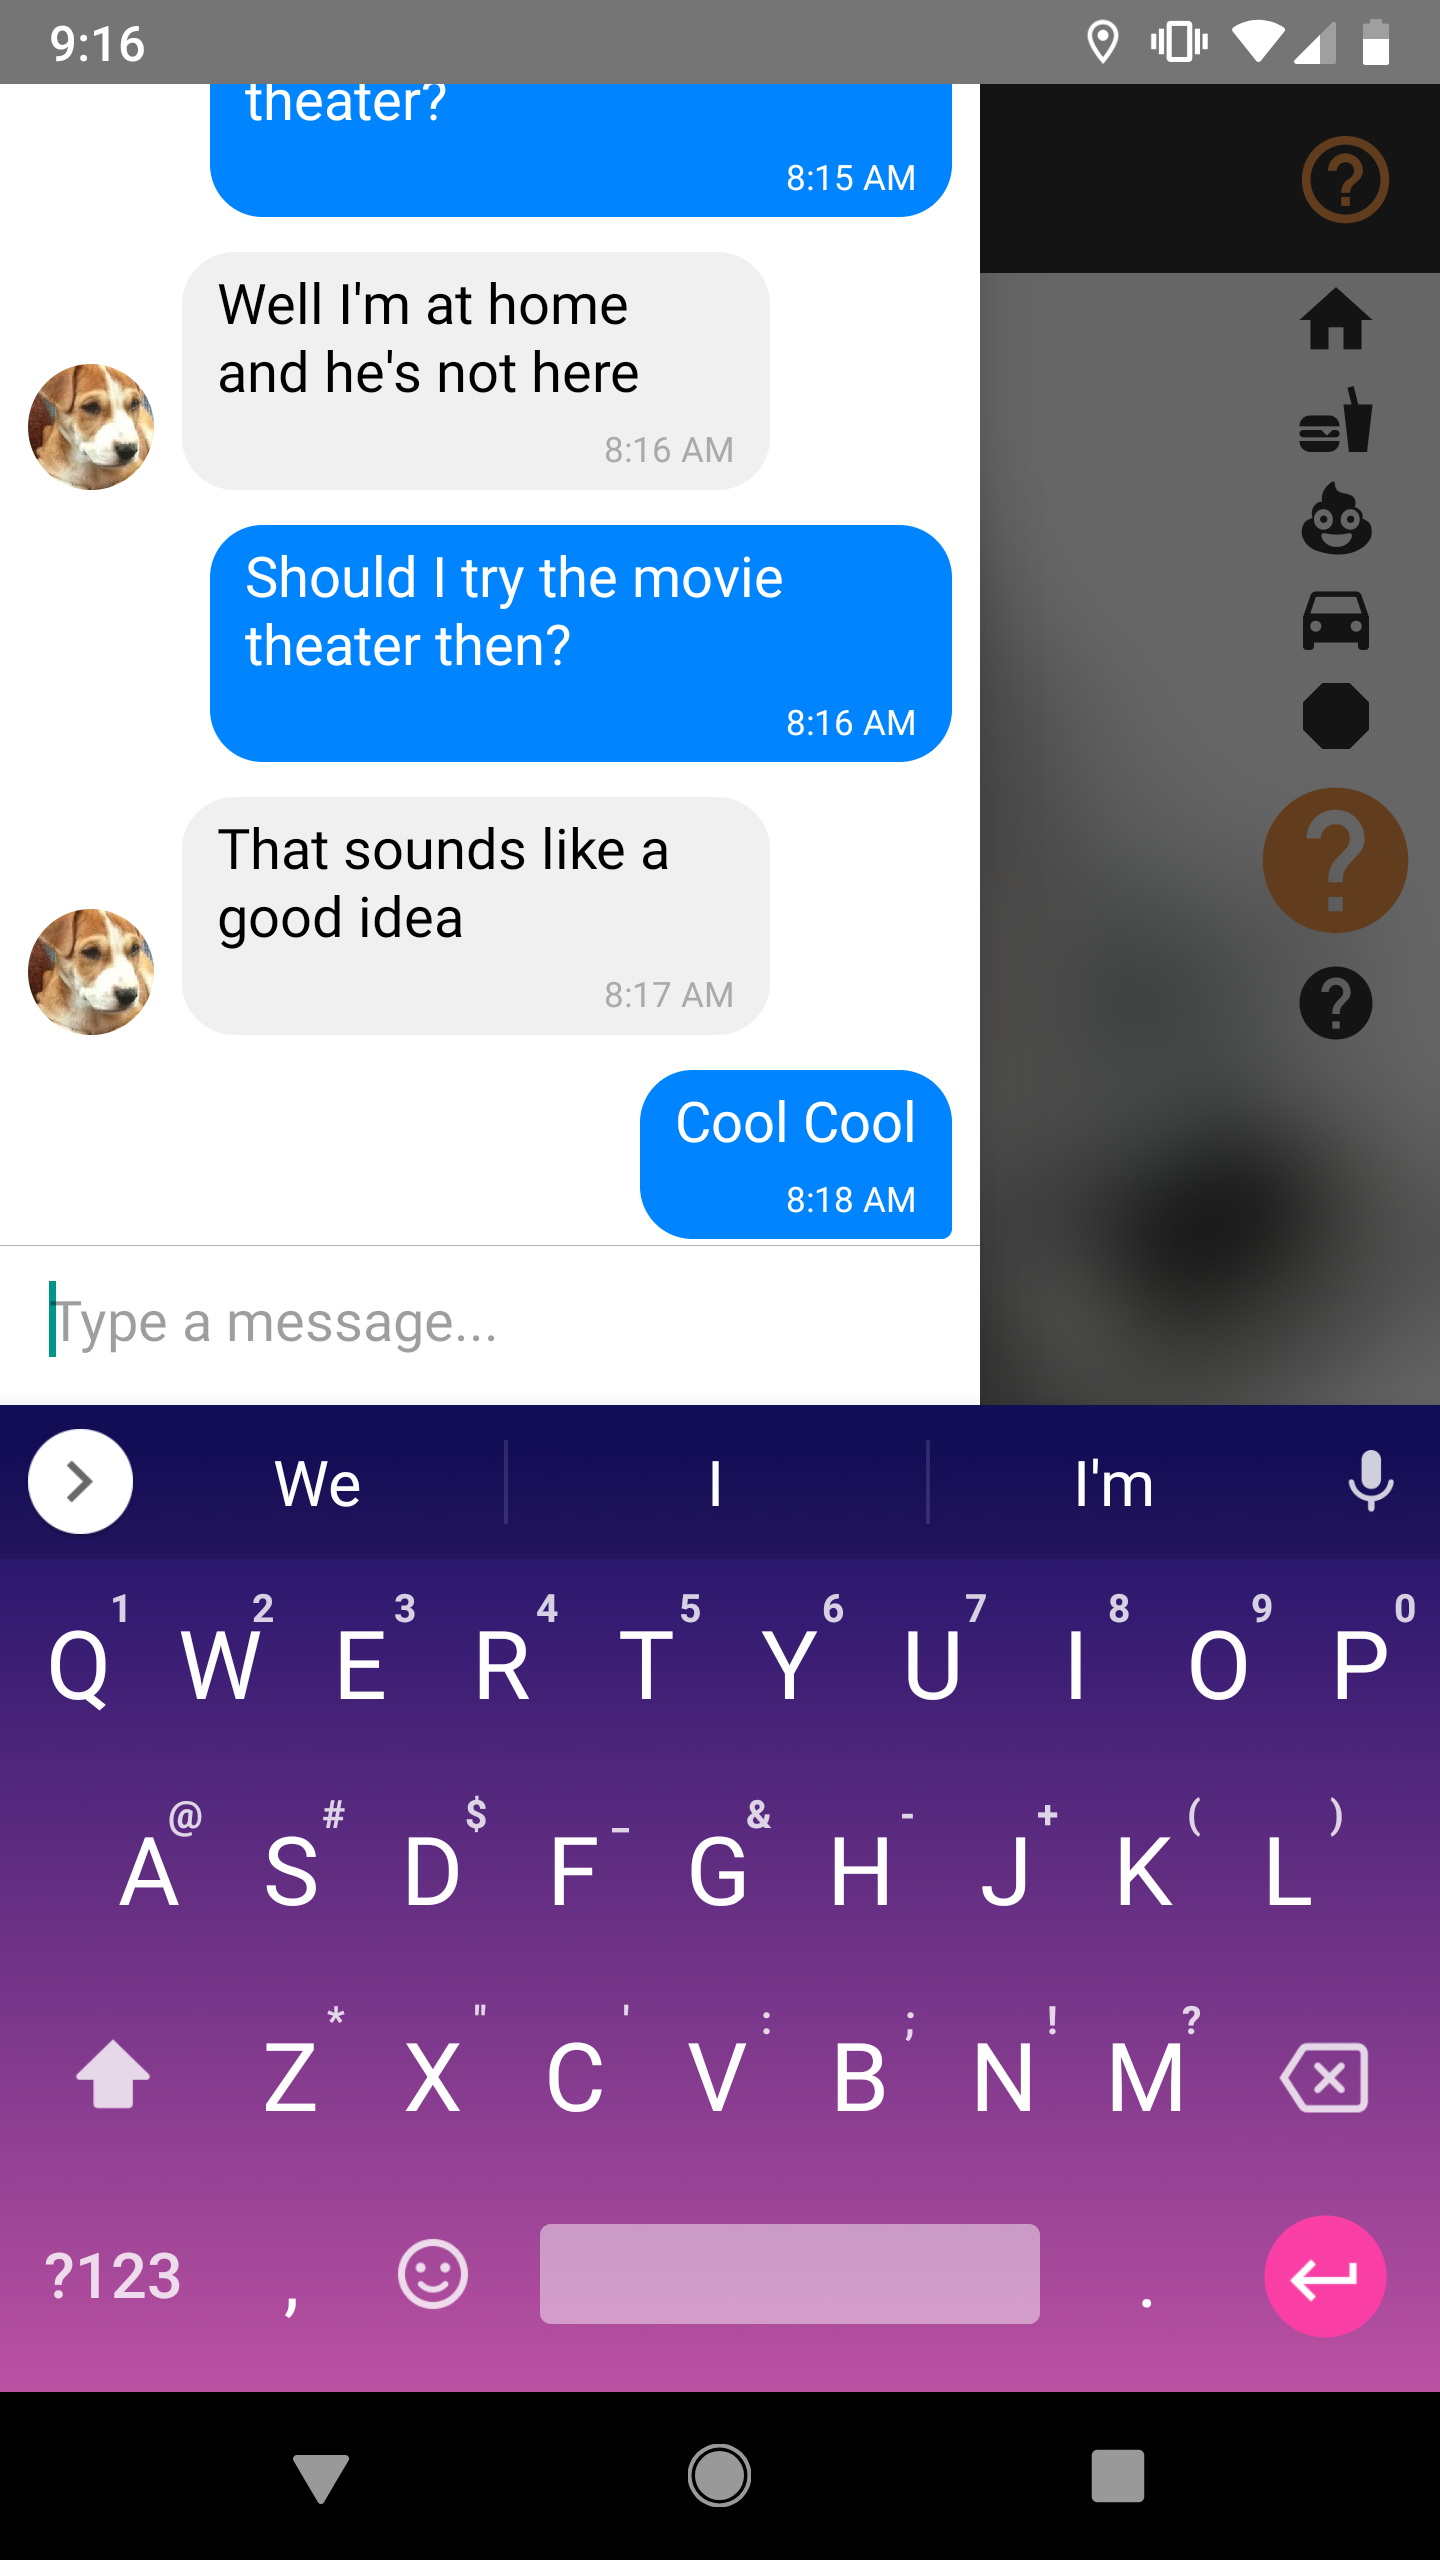 9:16
theater?
8:15 AM
Well I'm at home
and he's not here
8:16 AM
Should I try the movie
theater then?
8:16 AM
That sounds like a
good idea
8:17 AM
Cool Cool
8:18 AM
Type a message...
We I I'm
1 2 3 4 5 6 7 8 9 0
Q W E R T Y U I O P
@ # $ _ & - + ( )
A S D F G H J K L
* " ' : ; ! ?
Z X C V B N M
?123 , .